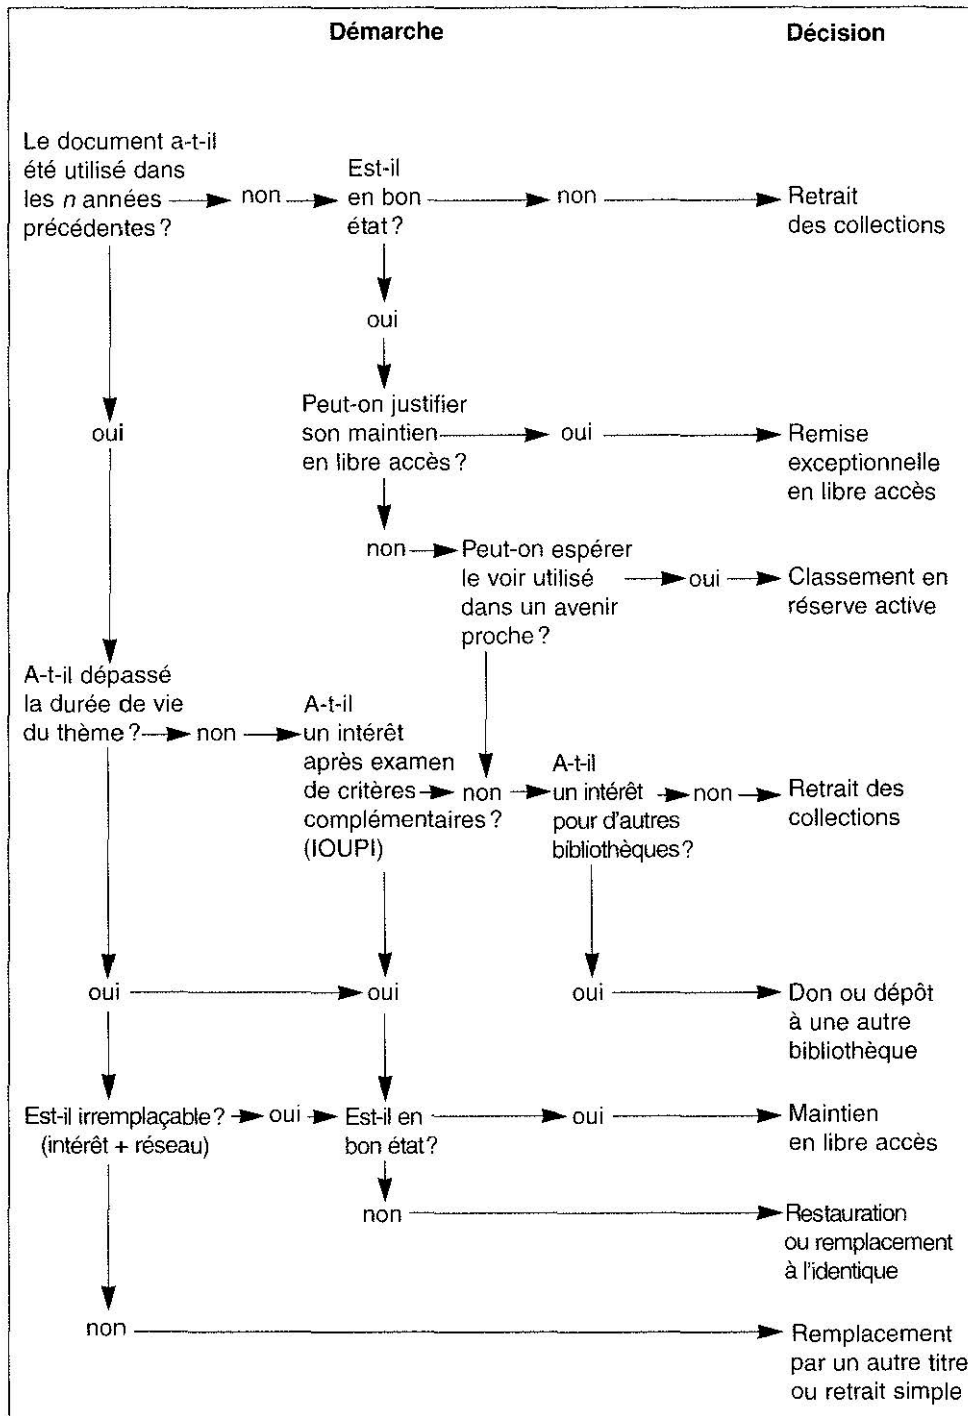 Démarche
Décision
Le document a-t-il
été utilisé dans
les n années
précédentes ?
non
Est-il
en bon
état ?
non
Retrait
des collections
oui
oui
Peut-on justifier
son maintien
en libre accès ?
oui
Remise
exceptionnelle
en libre accès
non
Peut-on espérer
le voir utilisé
dans un avenir
proche ?
oui
Classement en
réserve active
A-t-il dépassé
la durée de vie
du thème ?
non
A-t-il
un intérêt
après examen
de critères
complémentaires ?
(IOUPI)
non
A-t-il
un intérêt
pour d'autres
bibliothèques ?
non
Retrait des
collections
oui
oui
oui
Don ou dépôt
à une autre
bibliothèque
Est-il irremplaçable ?
(intérêt + réseau)
oui
Est-il en
bon état ?
oui
Maintien
en libre accès
non
Restauration
ou remplacement
à l'identique
non
Remplacement
par un autre titre
ou retrait simple